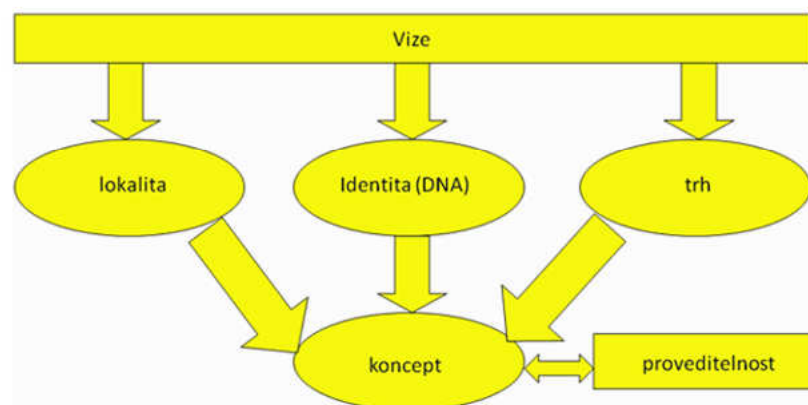 Vize
lokalita
Identita (DNA)
trh
koncept
proveditelnost